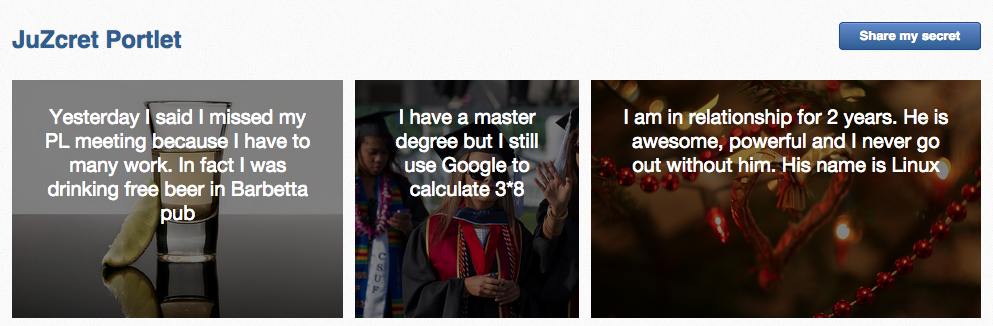 JuZcret Portlet
Share my secret
Yesterday I said I missed my
PL meeting because I have to
many work. In fact I was
drinking free beer in Barbetta
pub
I have a master
degree but I still
use Google to
calculate 3*8
I am in relationship for 2 years. He is
awesome, powerful and I never go
out without him. His name is Linux
CSUF